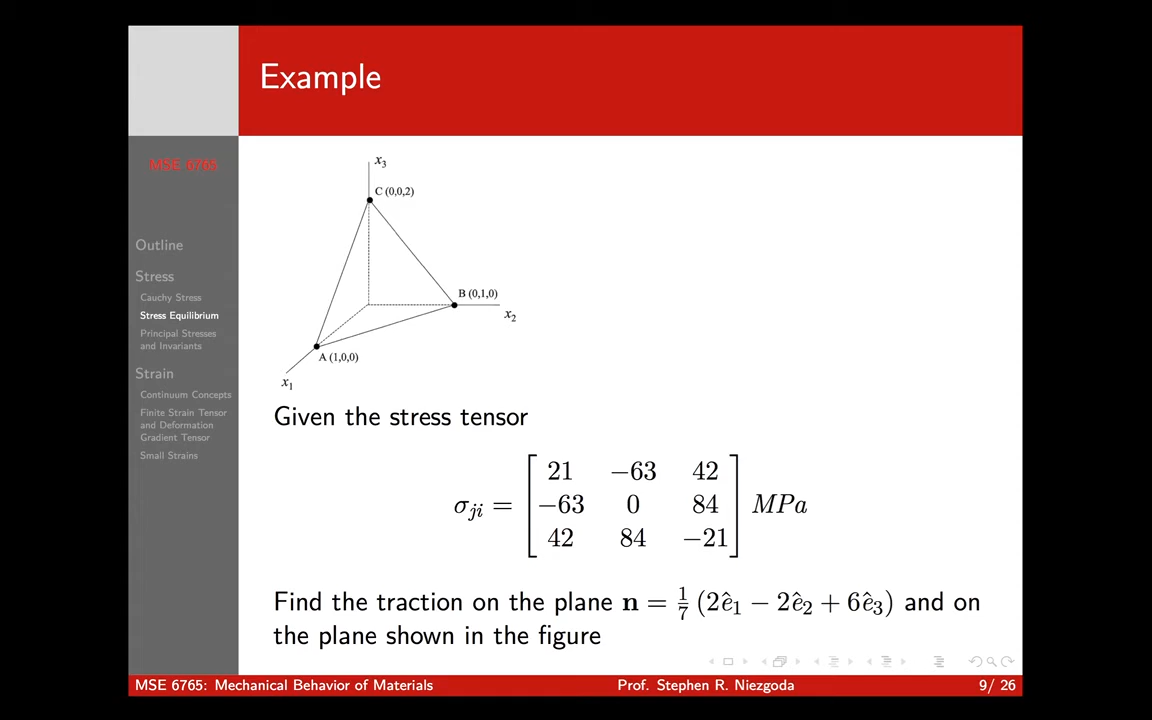 Example
MSE 6765
Outline
Stress
Cauchy Stress
Stress Equilibrium
Principal Stresses
and Invariants
Strain
Continuum Concepts
Finite Strain Tensor
and Deformation
Gradient Tensor
Small Strains
x₃
C (0,0,2)
B (0,1,0)
x₂
A (1,0,0)
x₁
Given the stress tensor
σⱼᵢ = [21 −63 42
−63 0 84
42 84 −21] MPa
Find the traction on the plane n = 1/7 (2ê₁ − 2ê₂ + 6ê₃) and on
the plane shown in the figure
MSE 6765: Mechanical Behavior of Materials Prof. Stephen R. Niezgoda 9/ 26